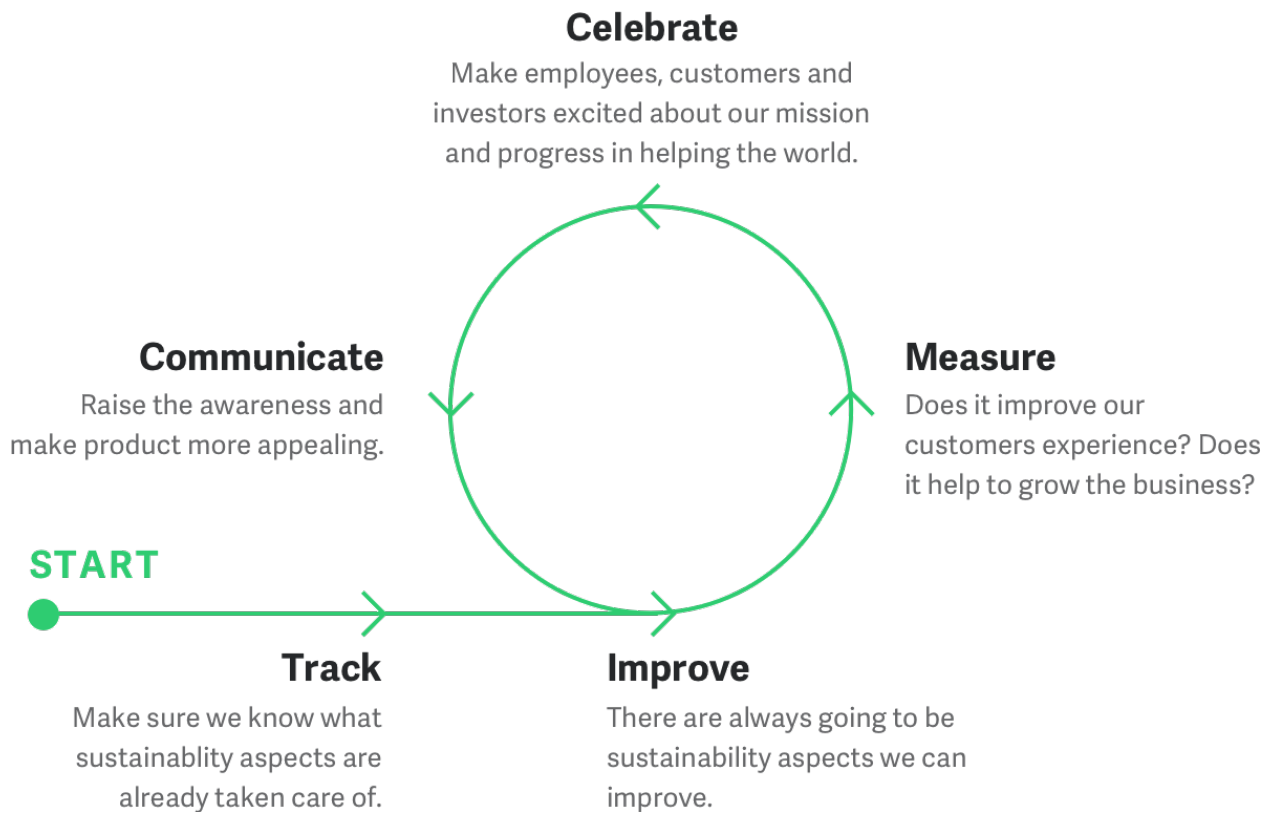 Celebrate
Make employees, customers and
investors excited about our mission
and progress in helping the world.
Communicate
Raise the awareness and
make product more appealing.
Measure
Does it improve our
customers experience? Does
it help to grow the business?
START
Track
Make sure we know what
sustainablity aspects are
already taken care of.
Improve
There are always going to be
sustainability aspects we can
improve.